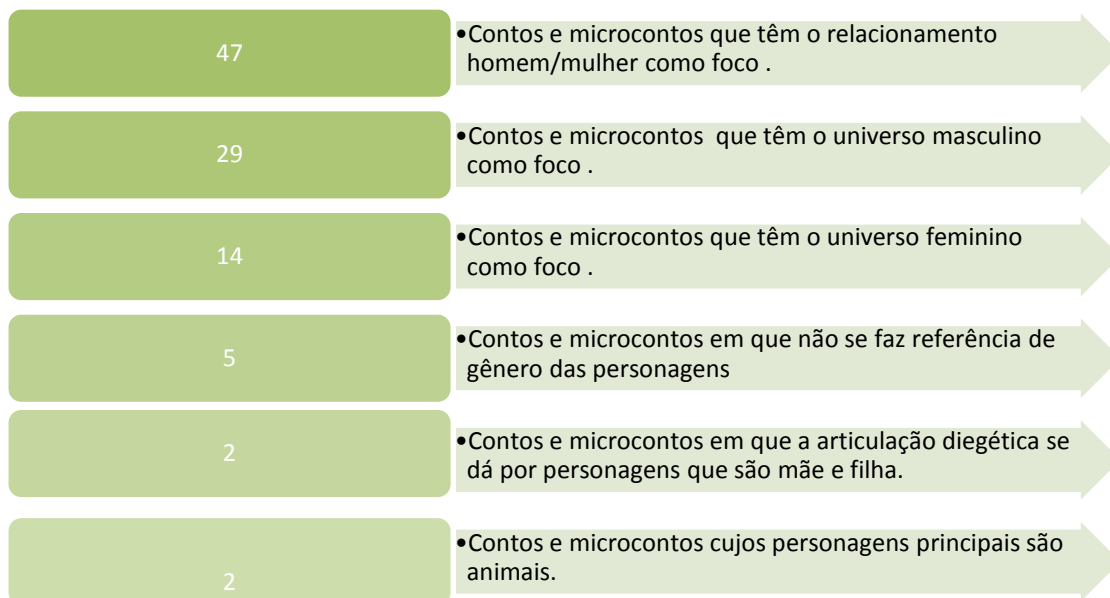 47
•Contos e microcontos que têm o relacionamento
homem/mulher como foco .
29
•Contos e microcontos  que têm o universo masculino
como foco .
14
•Contos e microcontos que têm o universo feminino
como foco .
5
•Contos e microcontos em que não se faz referência de
gênero das personagens
2
•Contos e microcontos em que a articulação diegética se
dá por personagens que são mãe e filha.
2
•Contos e microcontos cujos personagens principais são
animais.